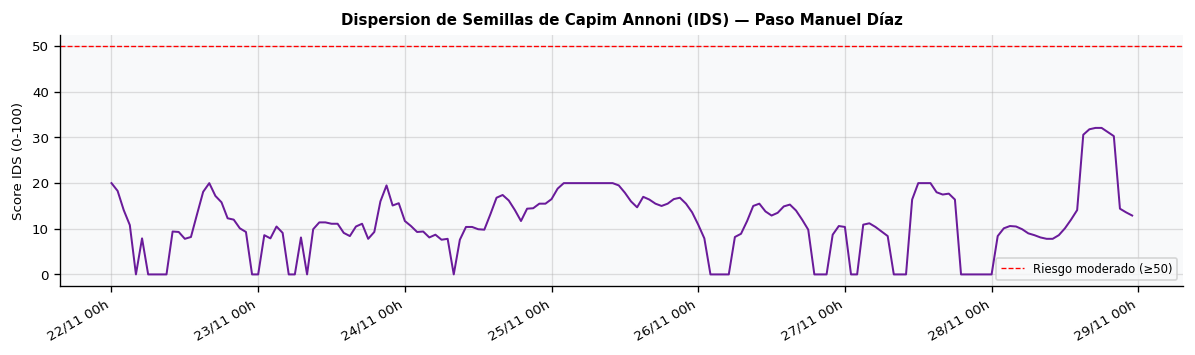 Dispersion de Semillas de Capim Annoni (IDS) — Paso Manuel Díaz
Score IDS (0-100)
50
40
30
20
10
0
Riesgo moderado (≥50)
22/11 00h
23/11 00h
24/11 00h
25/11 00h
26/11 00h
27/11 00h
28/11 00h
29/11 00h